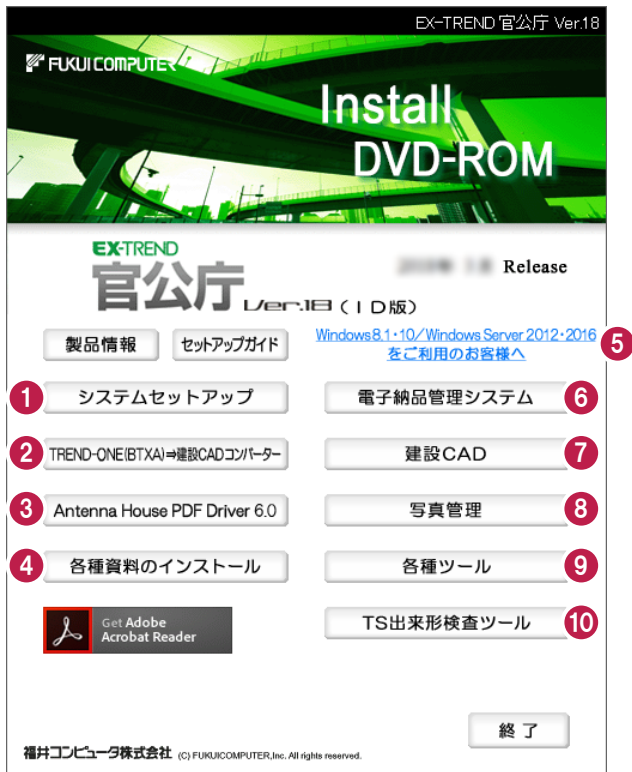 EX-TREND 官公庁 Ver.18
FUKUI COMPUTER
Install
DVD-ROM
EX-TREND
官公庁 Ver.18 (ID版)
Release
製品情報
セットアップガイド
Windows8.1・10/Windows Server 2012・2016
をご利用のお客様へ
5
1
システムセットアップ
電子納品管理システム
6
2
TREND-ONE(BTXA)⇒建設CADコンバーター
建設CAD
7
3
Antenna House PDF Driver 6.0
写真管理
8
4
各種資料のインストール
各種ツール
9
Get Adobe
Acrobat Reader
TS出来形検査ツール
10
終了
福井コンピュータ株式会社 (C) FUKUICOMPUTER,Inc. All rights reserved.